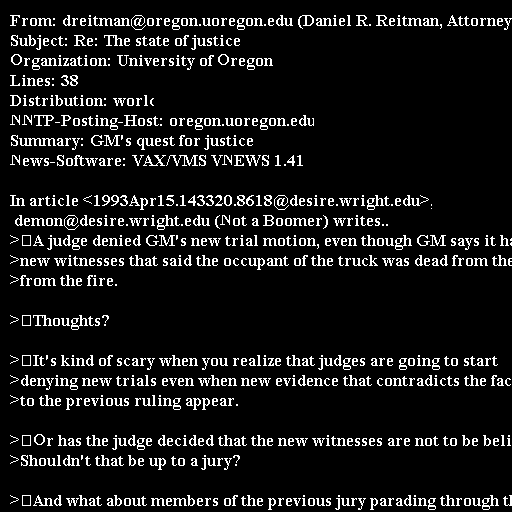 From: dreitman@oregon.uoregon.edu (Daniel R. Reitman, Attorney
Subject: Re: The state of justice
Organization: University of Oregon
Lines: 38
Distribution: world
NNTP-Posting-Host: oregon.uoregon.edu
Summary: GM's quest for justice
News-Software: VAX/VMS VNEWS 1.41

In article <1993Apr15.143320.8618@desire.wright.edu>,
demon@desire.wright.edu (Not a Boomer) writes..
>□A judge denied GM's new trial motion, even though GM says it ha
>new witnesses that said the occupant of the truck was dead from the
>from the fire.

>□Thoughts?

>□It's kind of scary when you realize that judges are going to start
>denying new trials even when new evidence that contradicts the fac
>to the previous ruling appear.

>□Or has the judge decided that the new witnesses are not to be beli
>Shouldn't that be up to a jury?

>□And what about members of the previous jury parading through th